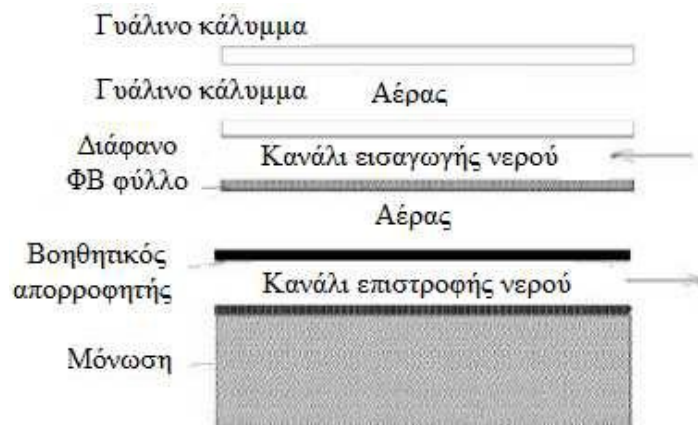 Γυάλινο κάλυμμα
Γυάλινο κάλυμμα
Αέρας
Διάφανο
ΦΒ φύλλο
Κανάλι εισαγωγής νερού
Αέρας
Βοηθητικός
απορροφητής
Κανάλι επιστροφής νερού
Μόνωση